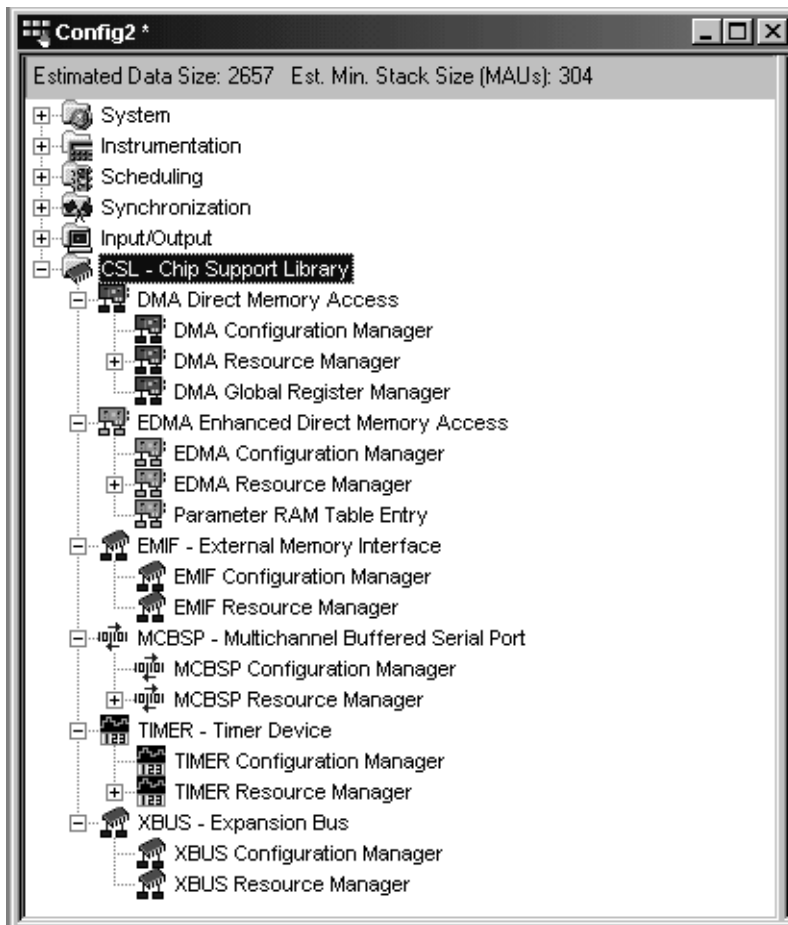 Config2 *
Estimated Data Size: 2657 Est. Min. Stack Size (MAUs): 304
System
Instrumentation
Scheduling
Synchronization
Input/Output
CSL - Chip Support Library
DMA Direct Memory Access
DMA Configuration Manager
DMA Resource Manager
DMA Global Register Manager
EDMA Enhanced Direct Memory Access
EDMA Configuration Manager
EDMA Resource Manager
Parameter RAM Table Entry
EMIF - External Memory Interface
EMIF Configuration Manager
EMIF Resource Manager
MCBSP - Multichannel Buffered Serial Port
MCBSP Configuration Manager
MCBSP Resource Manager
TIMER - Timer Device
TIMER Configuration Manager
TIMER Resource Manager
XBUS - Expansion Bus
XBUS Configuration Manager
XBUS Resource Manager